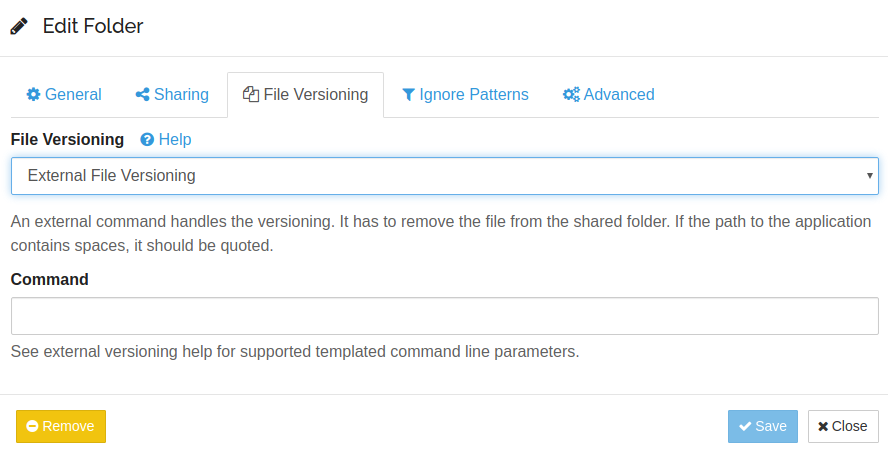 Edit Folder
General Sharing File Versioning Ignore Patterns Advanced
File Versioning Help
External File Versioning
An external command handles the versioning. It has to remove the file from the shared folder. If the path to the application
contains spaces, it should be quoted.
Command
See external versioning help for supported templated command line parameters.
Remove Save Close